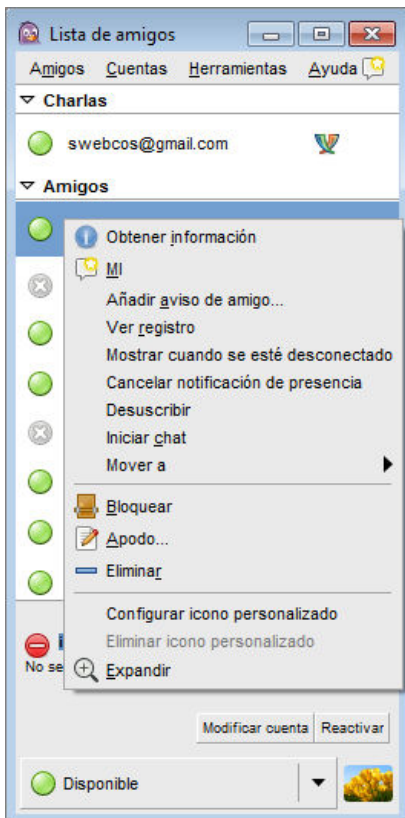 Lista de amigos
Amigos Cuentas Herramientas Ayuda
Charlas
swebcos@gmail.com
Amigos
Obtener información
MI
Añadir aviso de amigo...
Ver registro
Mostrar cuando se esté desconectado
Cancelar notificación de presencia
Desuscribir
Iniciar chat
Mover a
Bloquear
Apodo...
Eliminar
Configurar icono personalizado
Eliminar icono personalizado
No se
Expandir
Modificar cuenta Reactivar
Disponible